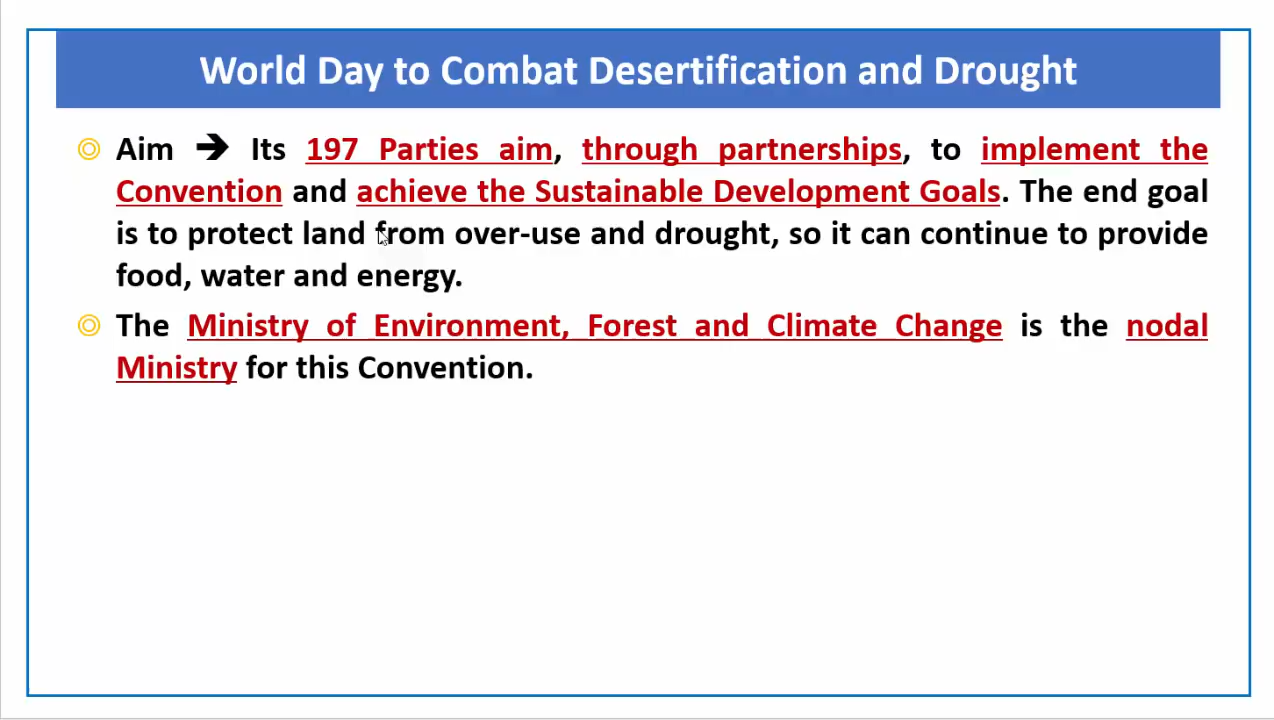 World Day to Combat Desertification and Drought
◎ Aim ➔ Its 197 Parties aim, through partnerships, to implement the
Convention and achieve the Sustainable Development Goals. The end goal
is to protect land from over-use and drought, so it can continue to provide
food, water and energy.
◎ The Ministry of Environment, Forest and Climate Change is the nodal
Ministry for this Convention.